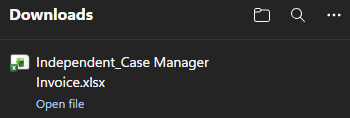 Downloads
Independent_Case Manager
Invoice.xlsx
Open file